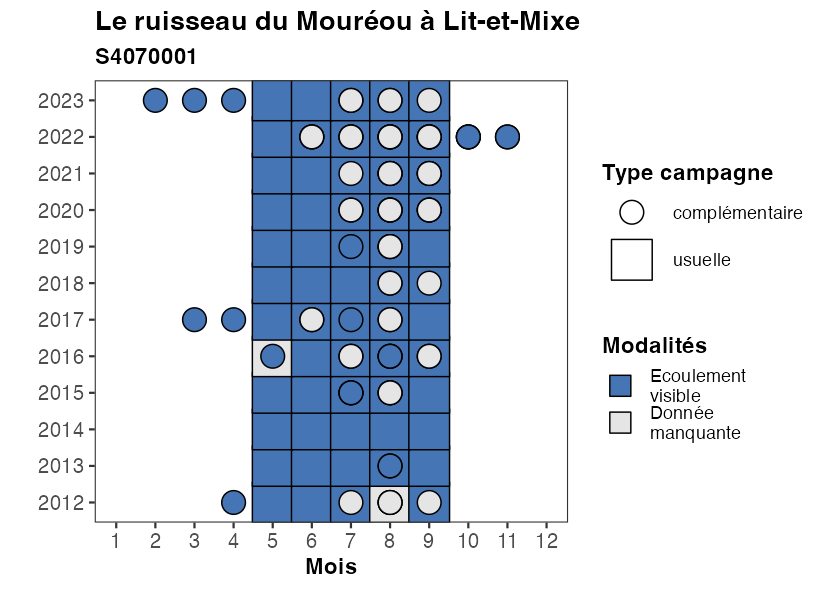 Le ruisseau du Mouréou à Lit-et-Mixe
S4070001
2023
2022
2021
2020
2019
2018
2017
2016
2015
2014
2013
2012
1 2 3 4 5 6 7 8 9 10 11 12
Mois
Type campagne
complémentaire
usuelle
Modalités
Ecoulement
visible
Donnée
manquante